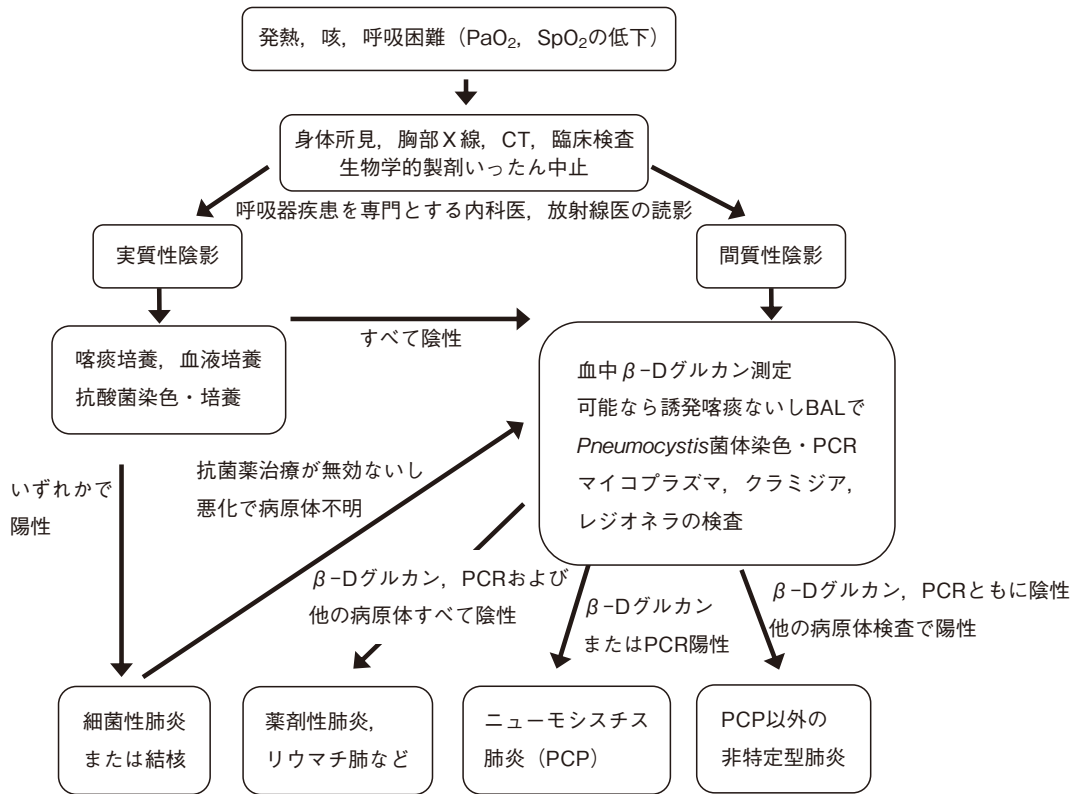 発熱，咳，呼吸困難（PaO₂，SpO₂の低下）
身体所見，胸部X線，CT，臨床検査
生物学的製剤いったん中止
呼吸器疾患を専門とする内科医，放射線医の読影
実質性陰影
間質性陰影
喀痰培養，血液培養
抗酸菌染色・培養
すべて陰性
血中β-Dグルカン測定
可能なら誘発喀痰ないしBALで
Pneumocystis菌体染色・PCR
マイコプラズマ，クラミジア，
レジオネラの検査
いずれかで
陽性
抗菌薬治療が無効ないし
悪化で病原体不明
β-Dグルカン，PCRおよび
他の病原体すべて陰性
β-Dグルカン
またはPCR陽性
β-Dグルカン，PCRともに陰性
他の病原体検査で陽性
細菌性肺炎
または結核
薬剤性肺炎，
リウマチ肺など
ニューモシスチス
肺炎（PCP）
PCP以外の
非特定型肺炎